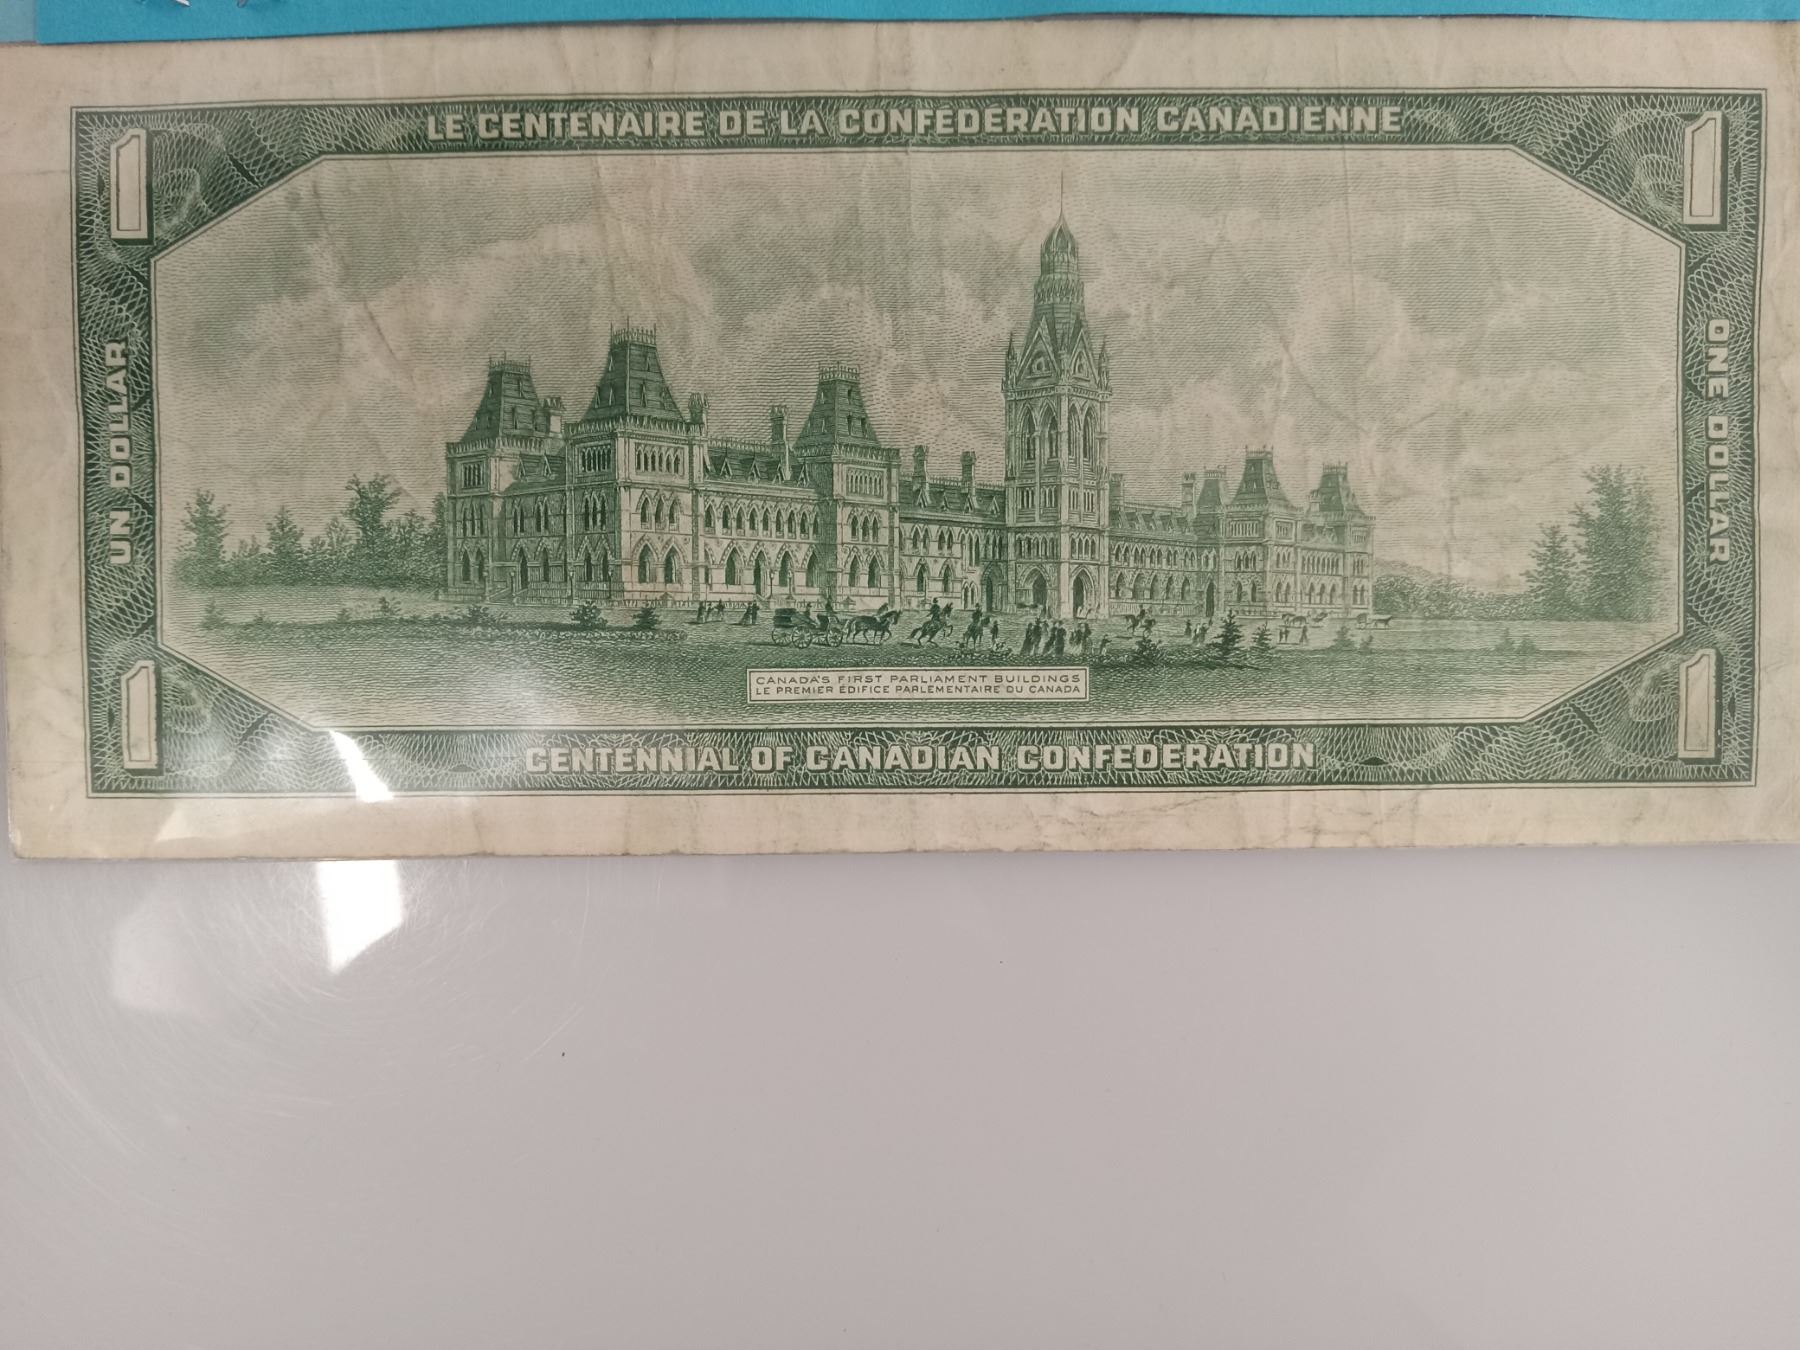 LE CENTENAIRE DE LA CONFÉDÉRATION CANADIENNE
1
1
UN DOLLAR
ONE DOLLAR
CANADA'S FIRST PARLIAMENT BUILDINGS
LE PREMIER ÉDIFICE PARLEMENTAIRE DU CANADA
1
1
CENTENNIAL OF CANADIAN CONFEDERATION